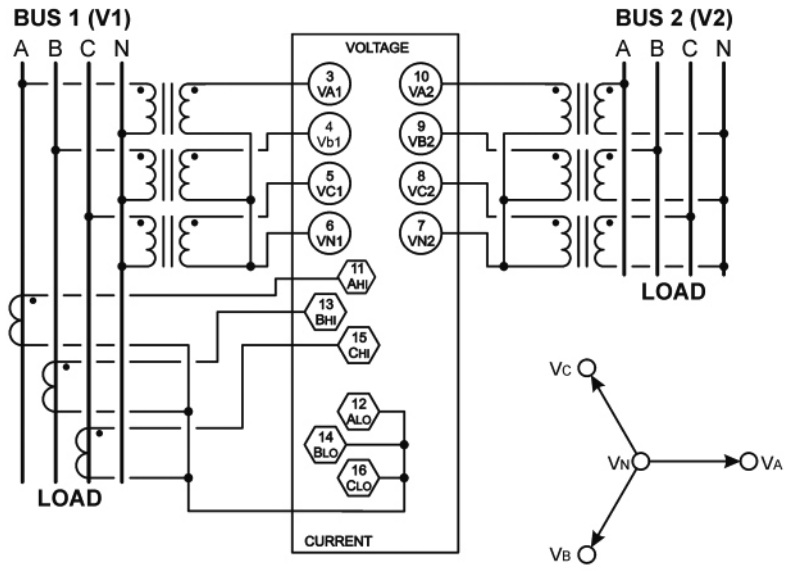 BUS 1 (V1)
A B C N
BUS 2 (V2)
A B C N
VOLTAGE
3
VA1
10
VA2
4
Vb1
9
VB2
5
VC1
8
VC2
6
VN1
7
VN2
11
AHI
13
BHI
15
CHI
LOAD
12
ALO
14
BLO
16
CLO
LOAD
CURRENT
VC
VN
VA
VB